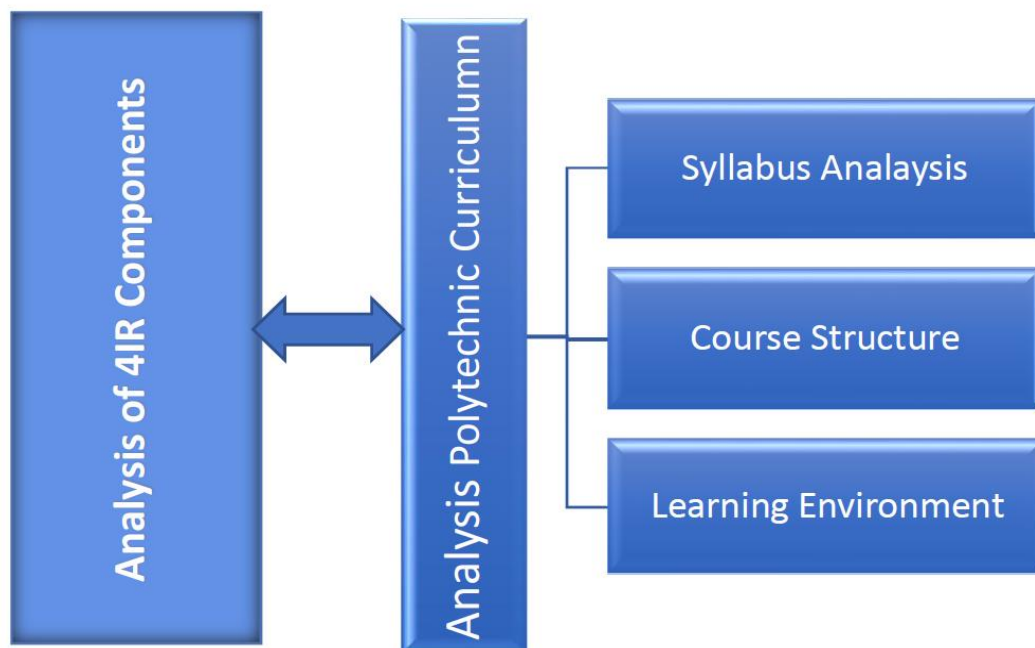 Analysis of 4IR Components
Analysis Polytechnic Curriculumn
Syllabus Analaysis
Course Structure
Learning Environment